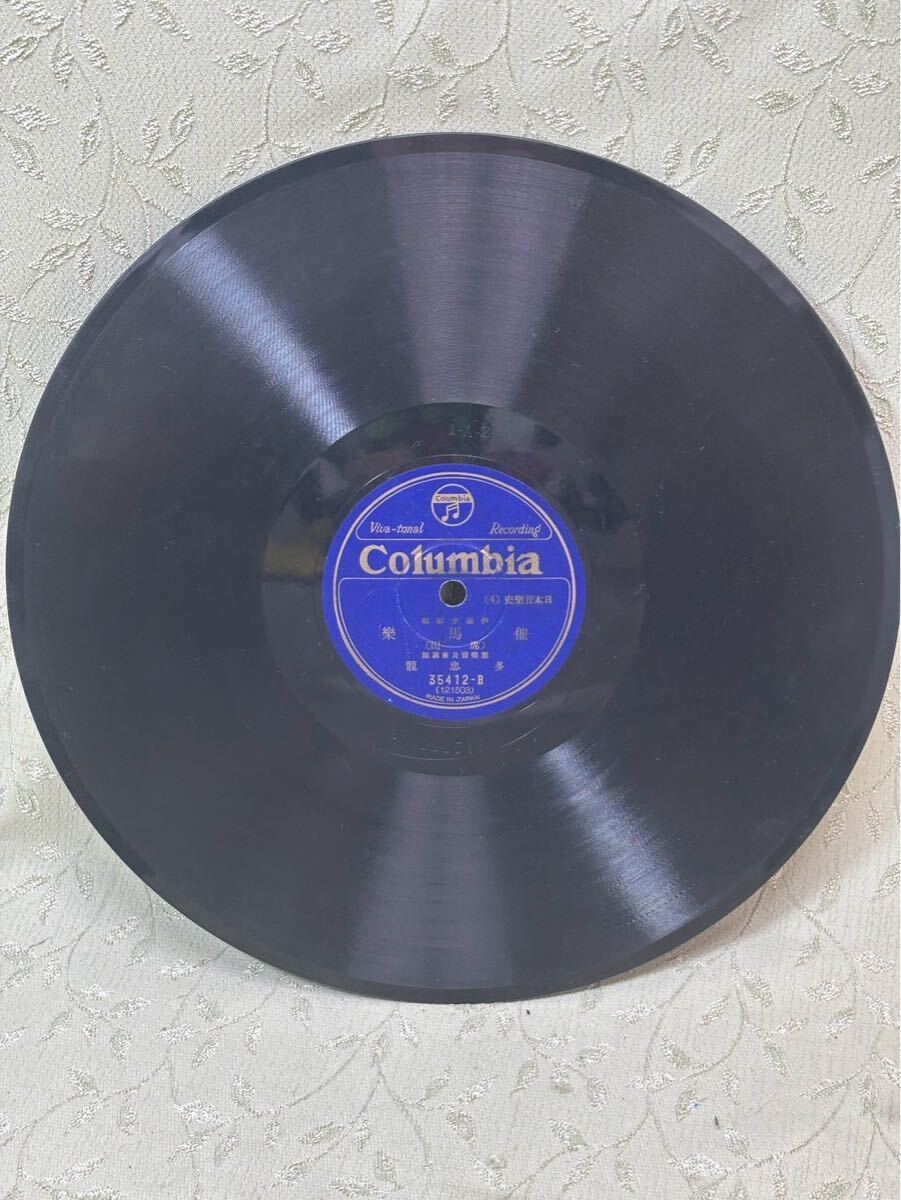 1-A-2
Columbia
Viva-tonal Recording
Columbia
日本音樂史 (4)
催馬樂
(席田)
多忠龍
35412-B
(121503)
MADE IN JAPAN